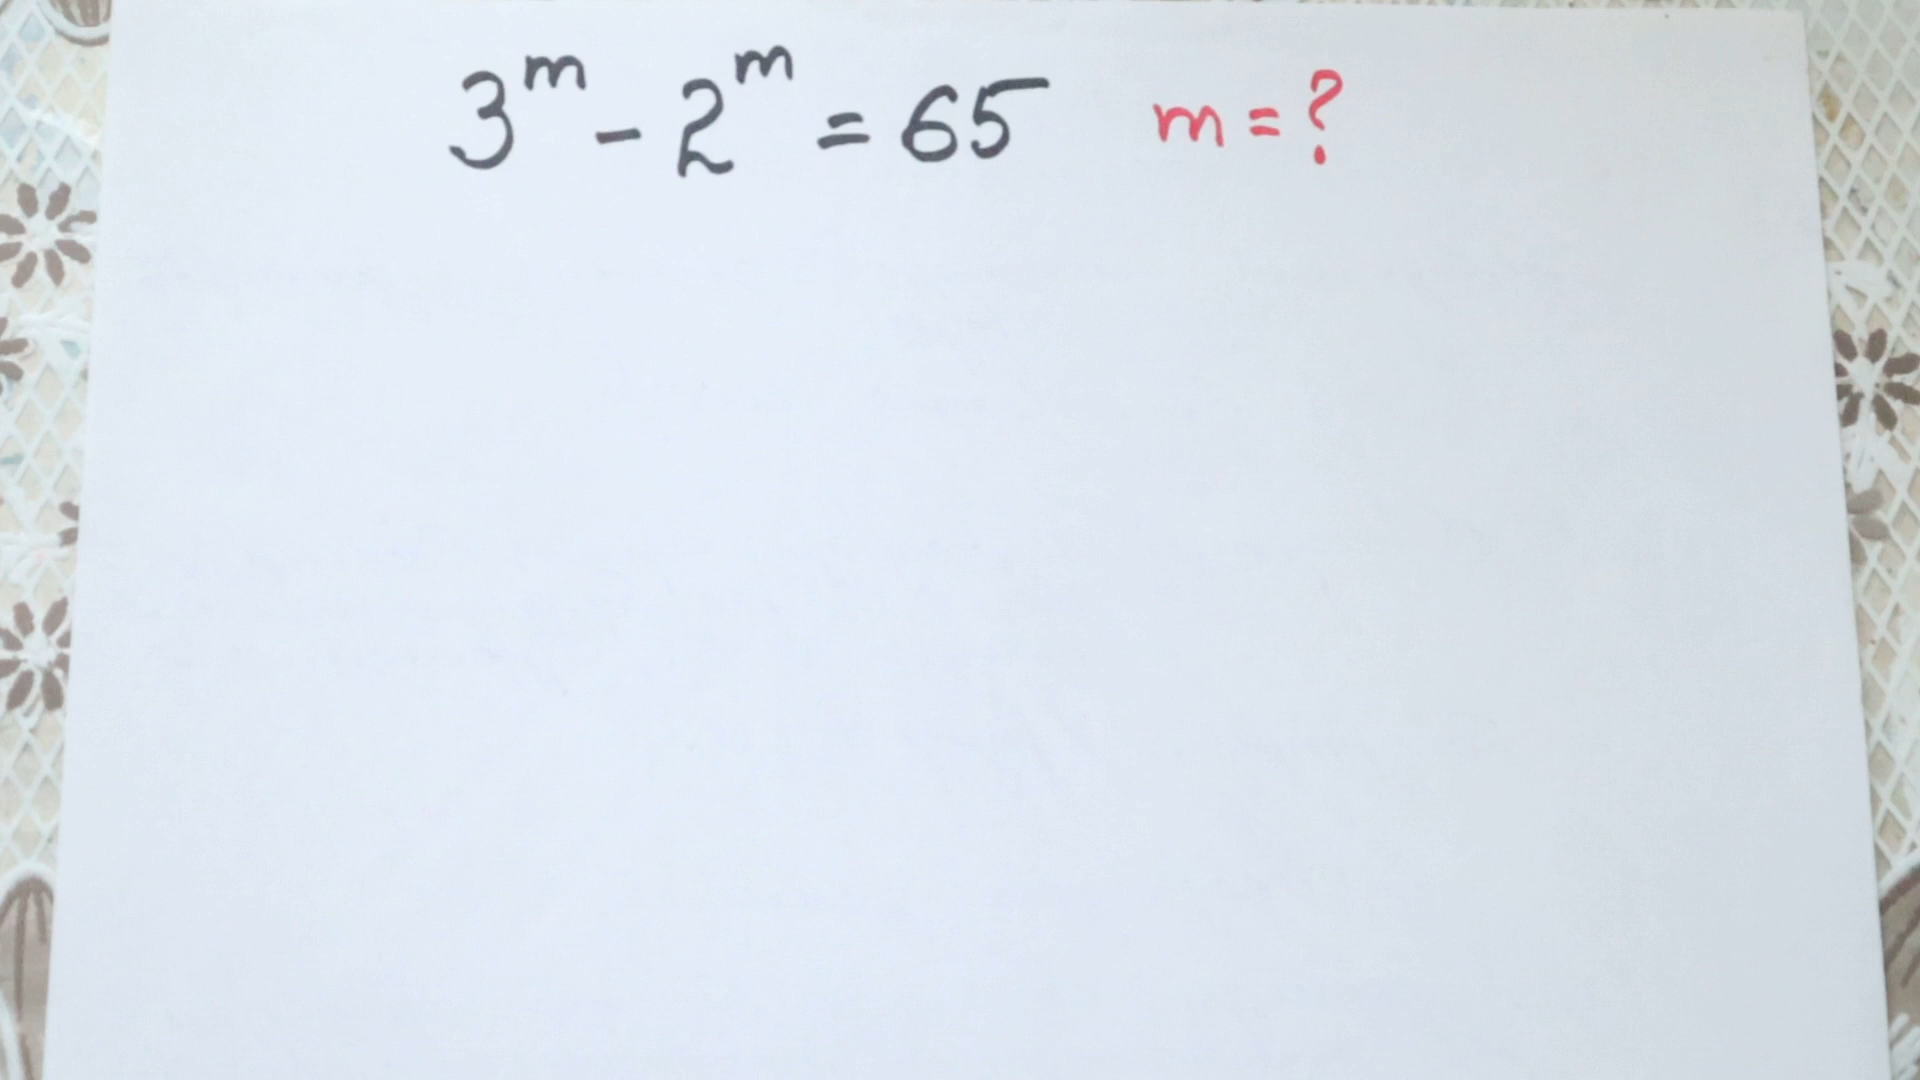 3^m - 2^m = 65 m = ?